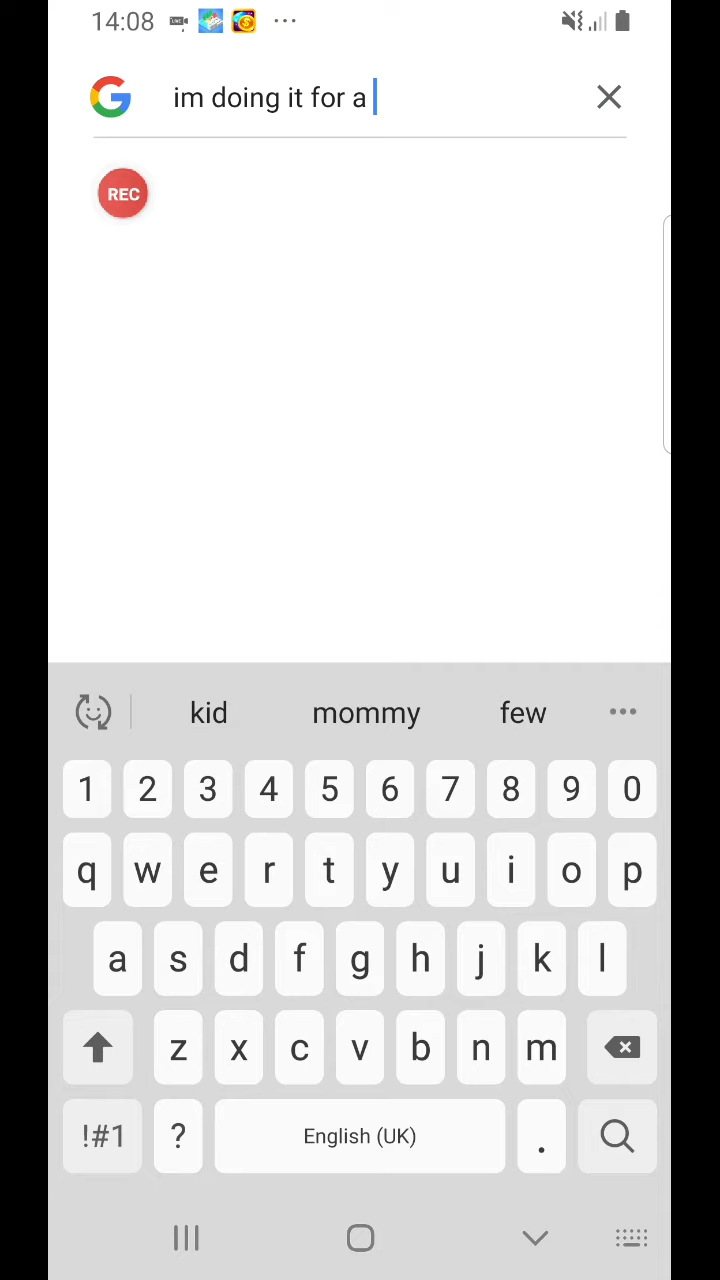 14:08
im doing it for a
REC
kid mommy few
1 2 3 4 5 6 7 8 9 0
q w e r t y u i o p
a s d f g h j k l
z x c v b n m
!#1 ? English (UK) .